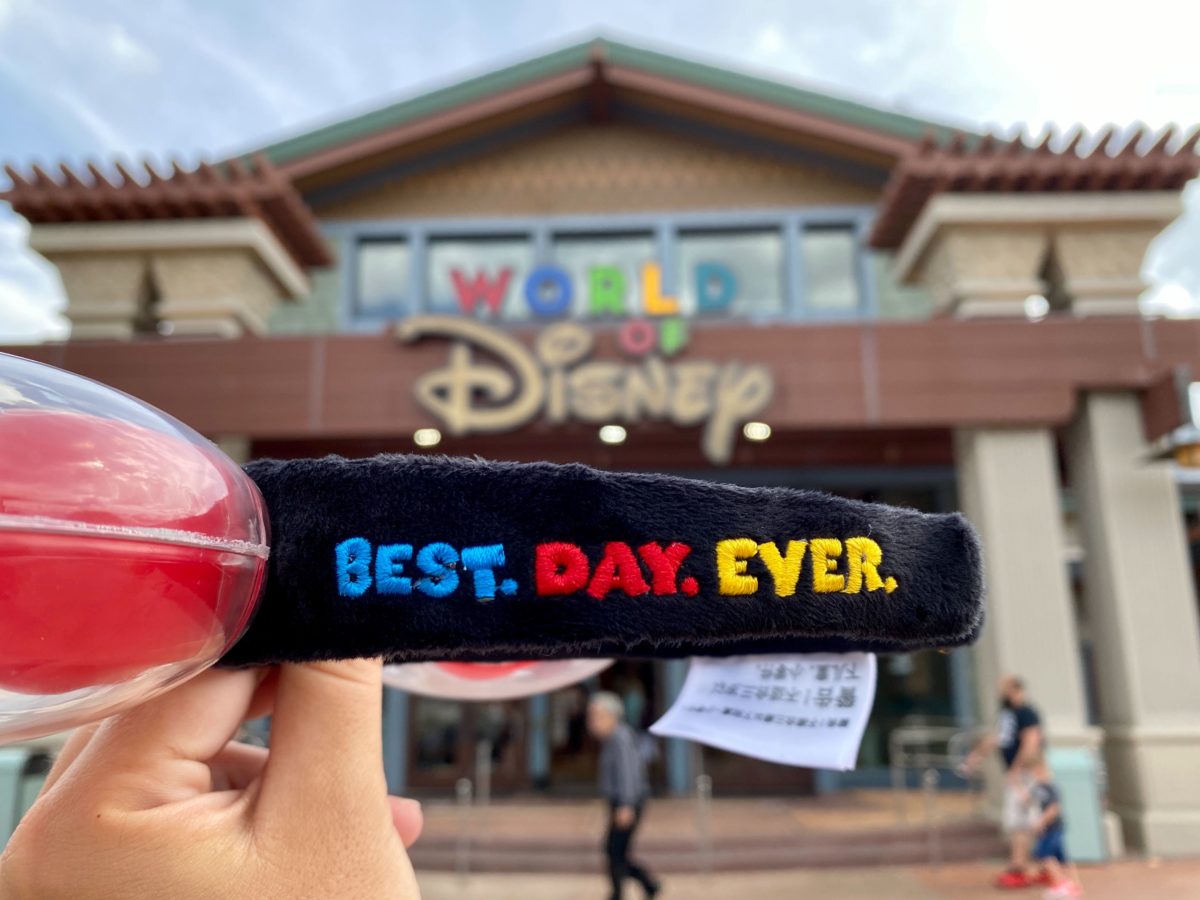 WORLD
OF
DISNEY
BEST. DAY. EVER.